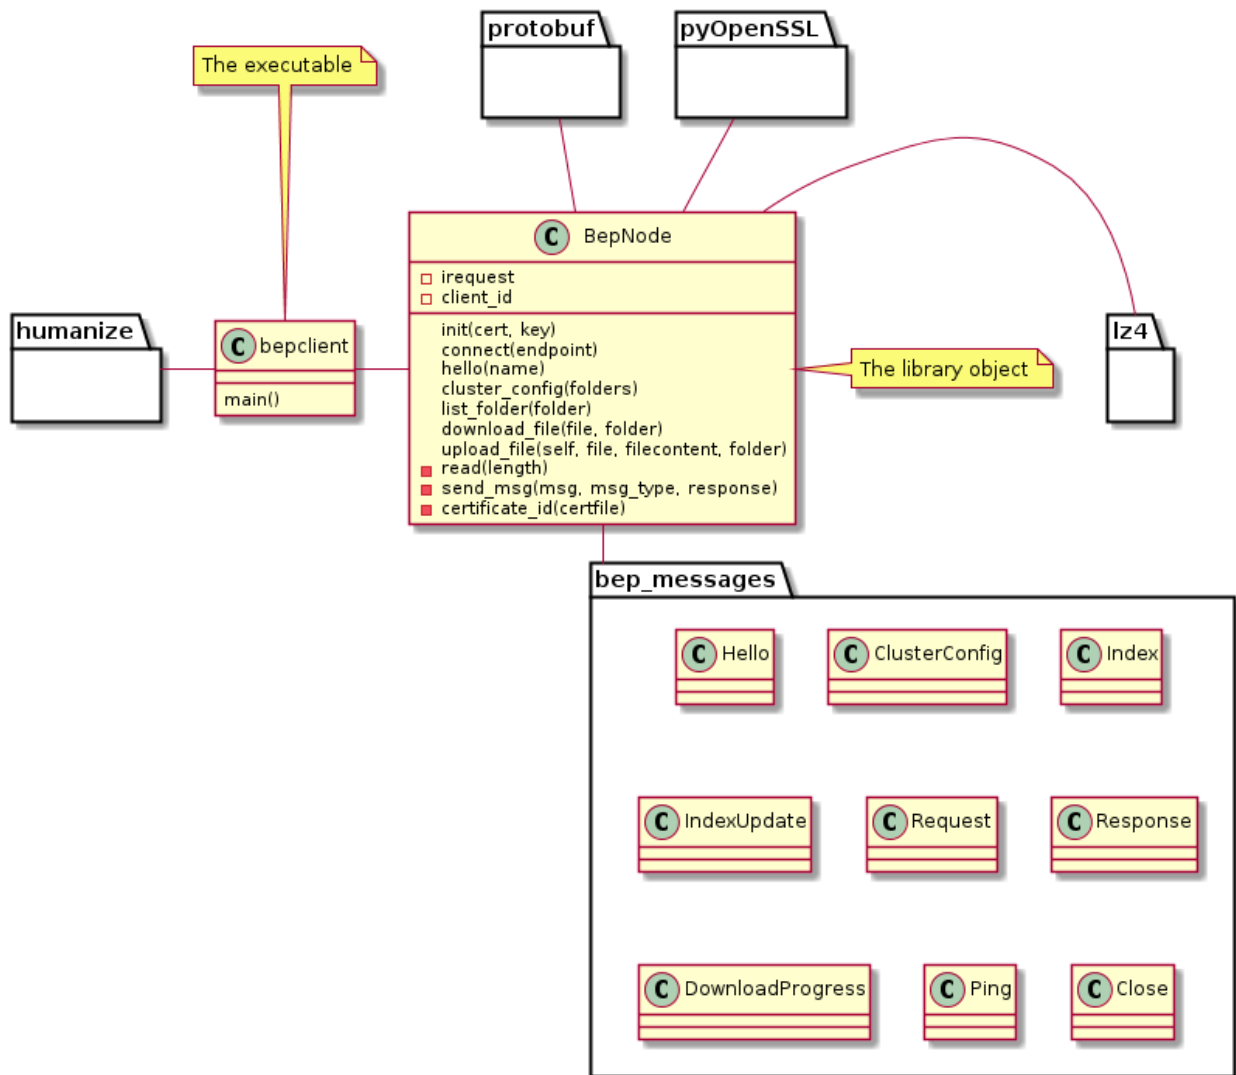 protobuf
pyOpenSSL
The executable
C BepNode
irequest
client_id
init(cert, key)
connect(endpoint)
hello(name)
cluster_config(folders)
list_folder(folder)
download_file(file, folder)
upload_file(self, file, filecontent, folder)
read(length)
send_msg(msg, msg_type, response)
certificate_id(certfile)
humanize
C bepclient
main()
The library object
lz4
bep_messages
C Hello
C ClusterConfig
C Index
C IndexUpdate
C Request
C Response
C DownloadProgress
C Ping
C Close